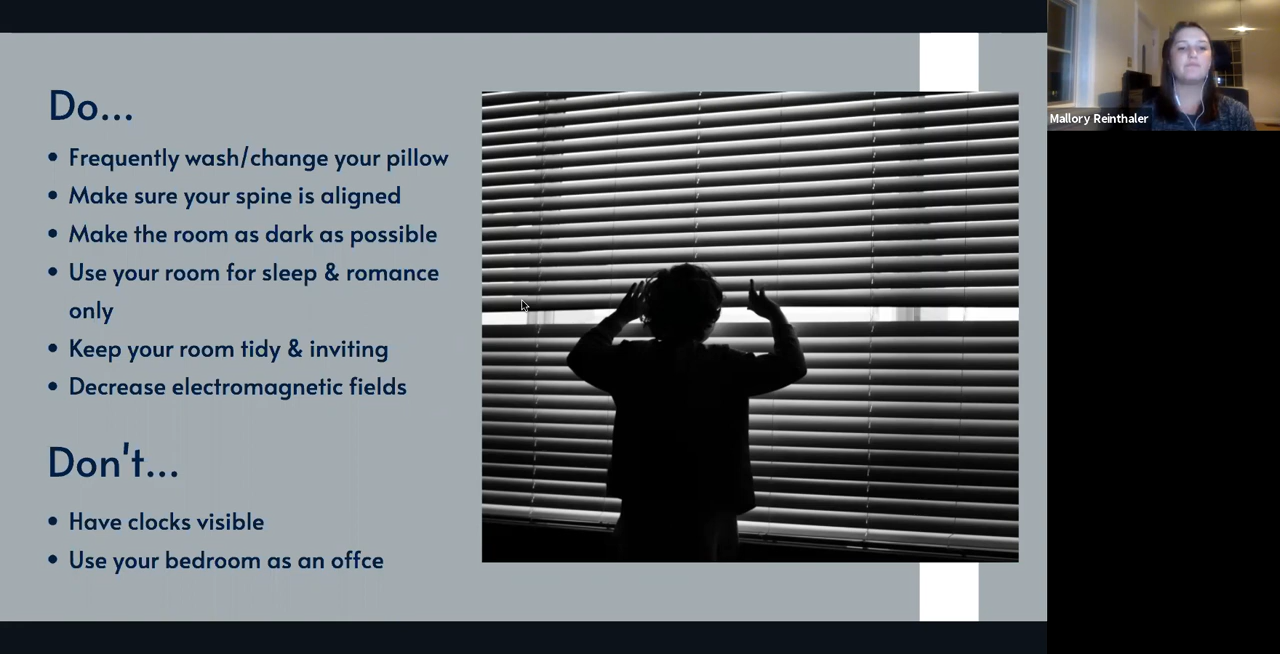 Do...
• Frequently wash/change your pillow
• Make sure your spine is aligned
• Make the room as dark as possible
• Use your room for sleep & romance
only
• Keep your room tidy & inviting
• Decrease electromagnetic fields
Don't...
• Have clocks visible
• Use your bedroom as an offce
Mallory Reinthaler